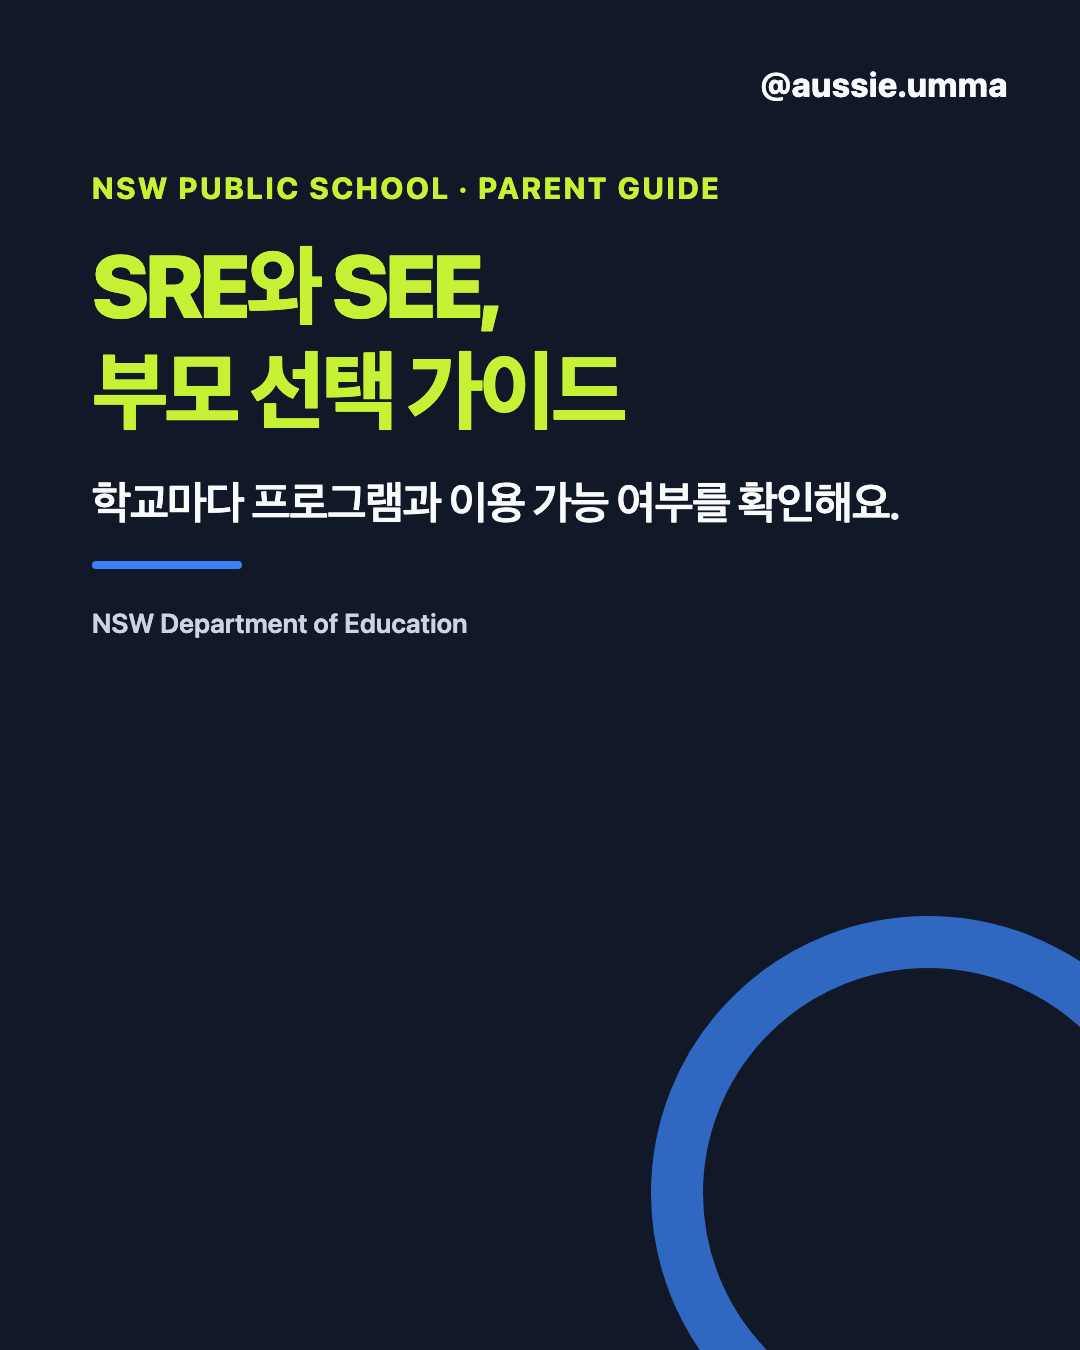 @aussie.umma
NSW PUBLIC SCHOOL · PARENT GUIDE
SRE와 SEE,
부모 선택 가이드
학교마다 프로그램과 이용 가능 여부를 확인해요.
NSW Department of Education